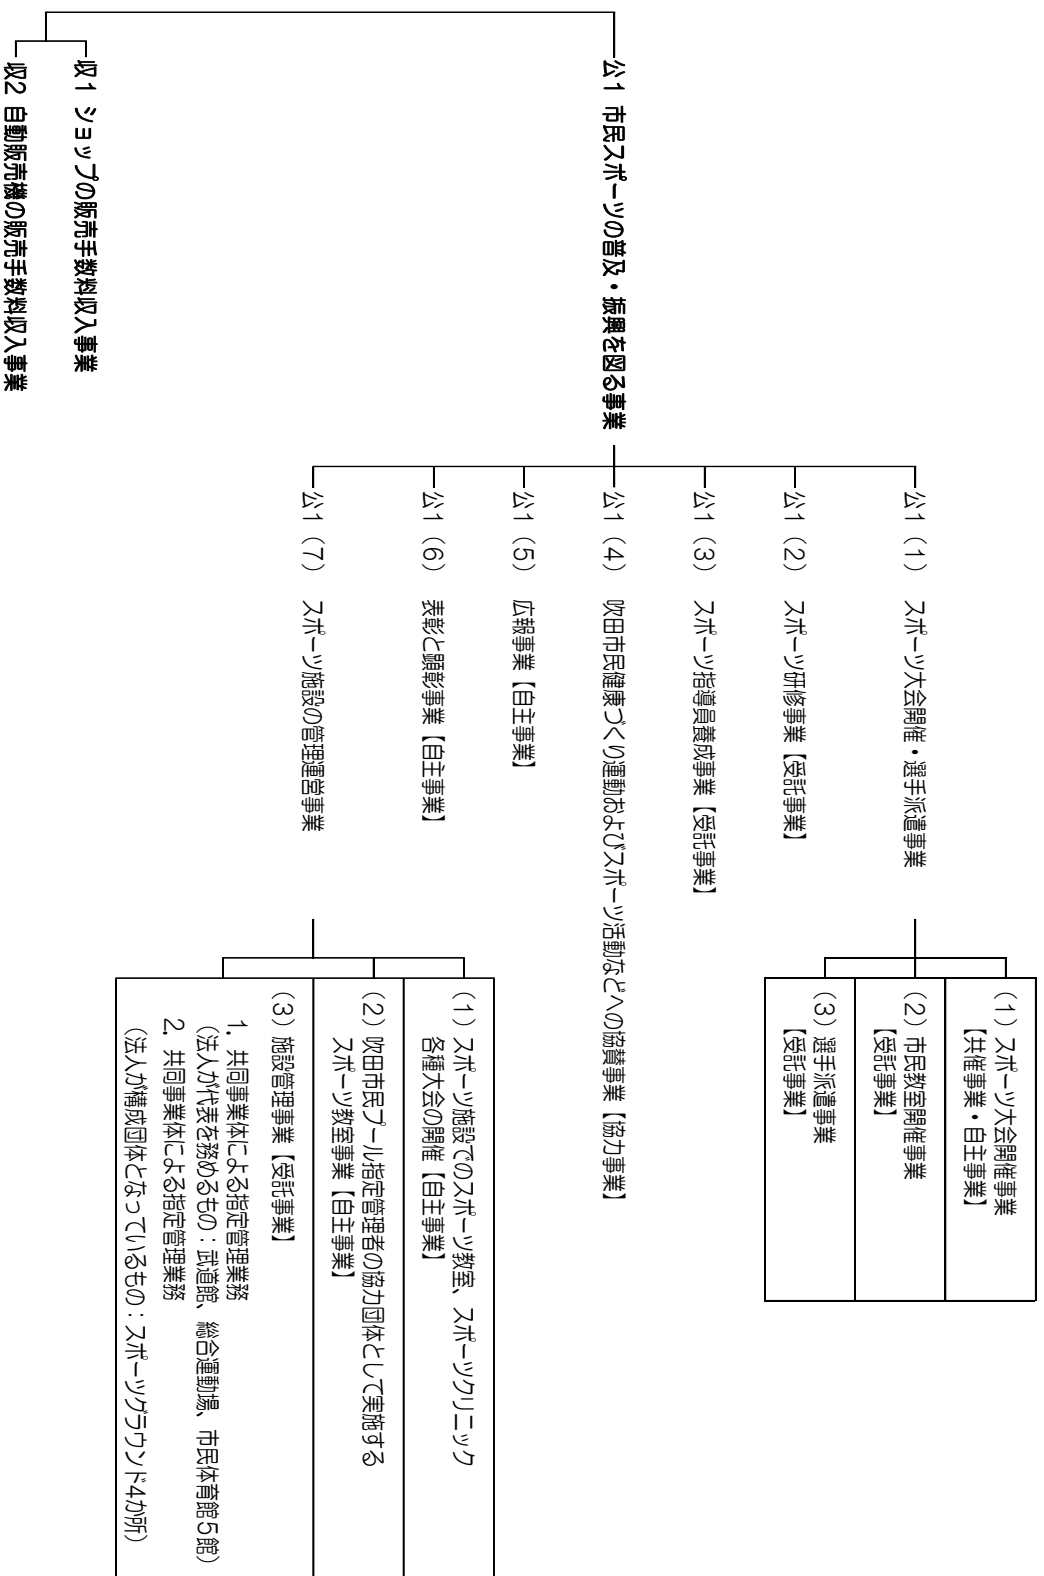 公1 市民スポーツの普及・振興を図る事業
公1（1） スポーツ大会開催・選手派遣事業
（1）スポーツ大会開催事業
【共催事業・自主事業】
（2）市民教室開催事業
【受託事業】
（3）選手派遣事業
【受託事業】
公1（2） スポーツ研修事業【受託事業】
公1（3） スポーツ指導員養成事業【受託事業】
公1（4） 吹田市民健康づくり運動およびスポーツ活動などへの協賛事業【協力事業】
公1（5） 広報事業【自主事業】
公1（6） 表彰と顕彰事業【自主事業】
公1（7） スポーツ施設の管理運営事業
（1）スポーツ施設でのスポーツ教室、スポーツクリニック
各種大会の開催【自主事業】
（2）吹田市民プール指定管理者の協力団体として実施する
スポーツ教室事業【自主事業】
（3）施設管理事業【受託事業】
1．共同事業体による指定管理業務
（法人が代表を務めるもの：武道館、総合運動場、市民体育館5館）
2．共同事業体による指定管理業務
（法人が構成団体となっているもの：スポーツグラウンド4か所）
収1 ショップの販売手数料収入事業
収2 自動販売機の販売手数料収入事業